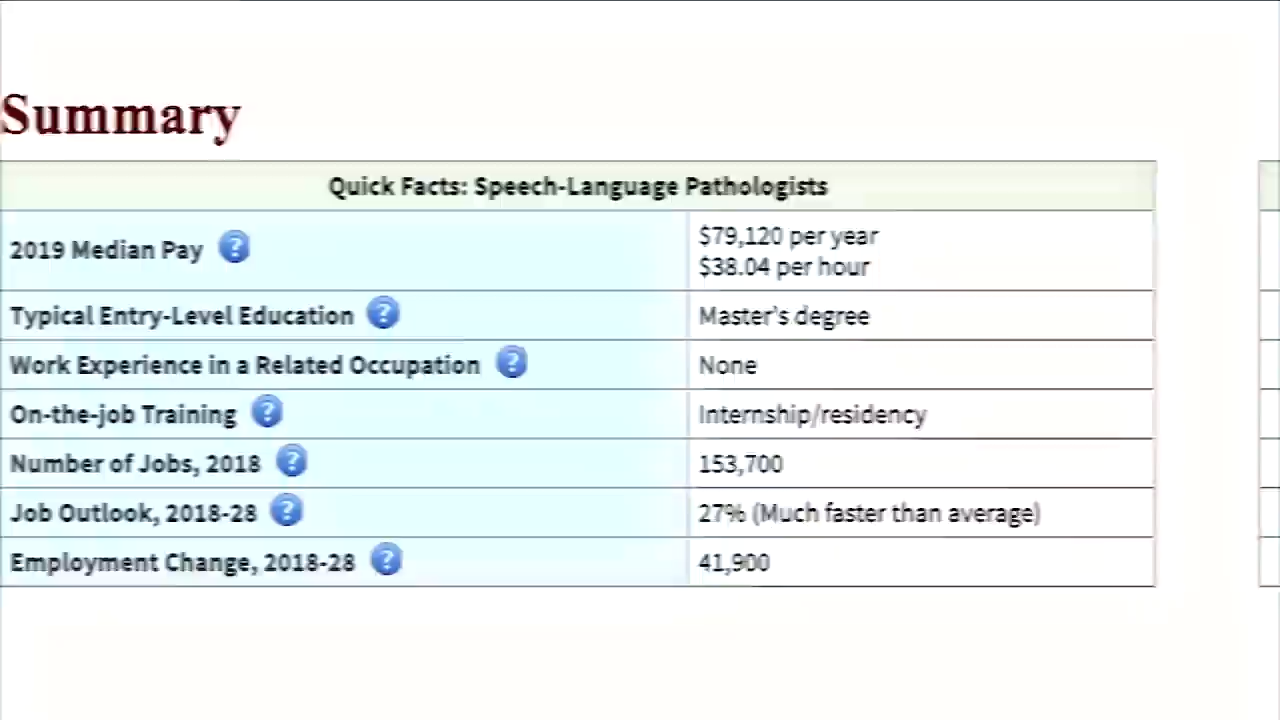 Summary
Quick Facts: Speech-Language Pathologists
2019 Median Pay ?
$79,120 per year
$38.04 per hour
Typical Entry-Level Education ?
Master's degree
Work Experience in a Related Occupation ?
None
On-the-job Training ?
Internship/residency
Number of Jobs, 2018 ?
153,700
Job Outlook, 2018-28 ?
27% (Much faster than average)
Employment Change, 2018-28 ?
41,900